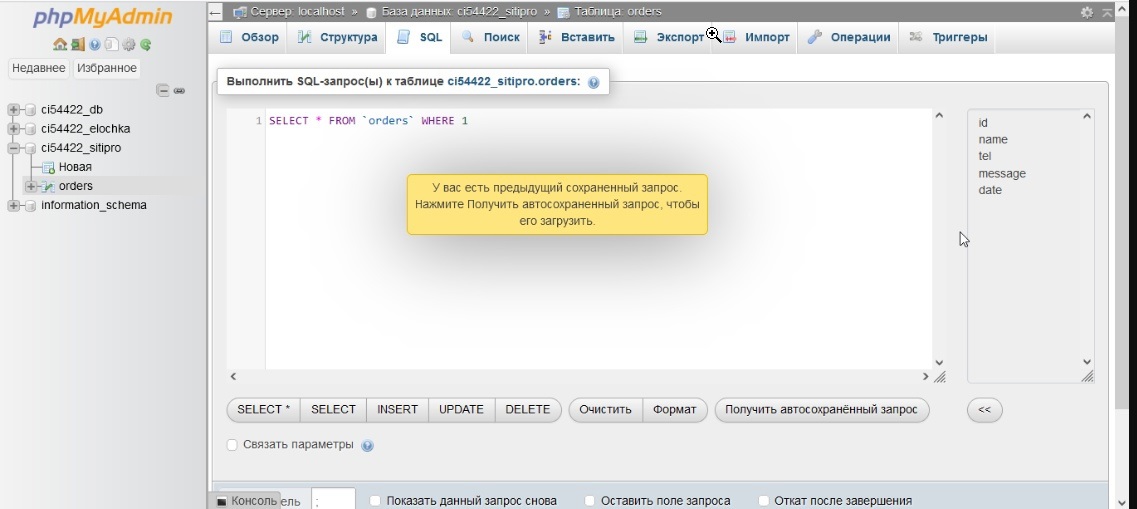 phpMyAdmin
Недавнее Избранное
ci54422_db
ci54422_elochka
ci54422_sitipro
Новая
orders
information_schema
Сервер: localhost » База данных: ci54422_sitipro » Таблица: orders
Обзор Структура SQL Поиск Вставить Экспорт Импорт Операции Триггеры
Выполнить SQL-запрос(ы) к таблице ci54422_sitipro.orders:
1 SELECT * FROM `orders` WHERE 1
У вас есть предыдущий сохраненный запрос.
Нажмите Получить автосохраненный запрос, чтобы
его загрузить.
id
name
tel
message
date
SELECT * SELECT INSERT UPDATE DELETE Очистить Формат Получить автосохранённый запрос <<
Связать параметры
Консоль ель ; Показать данный запрос снова Оставить поле запроса Откат после завершения